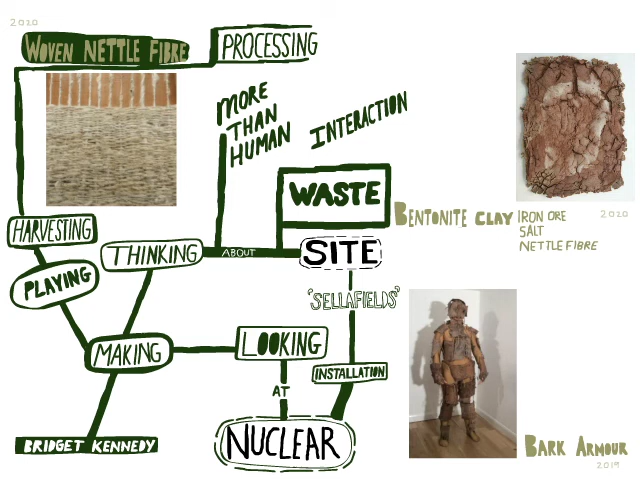 2020
WOVEN NETTLE FIBRE
PROCESSING
MORE
THAN
HUMAN
INTERACTION
WASTE
BENTONITE CLAY IRON ORE
SALT
NETTLE FIBRE
2020
HARVESTING
THINKING
ABOUT
SITE
PLAYING
'SELLAFIELDS'
MAKING
LOOKING
INSTALLATION
AT
NUCLEAR
BRIDGET KENNEDY
BARK ARMOUR
2019